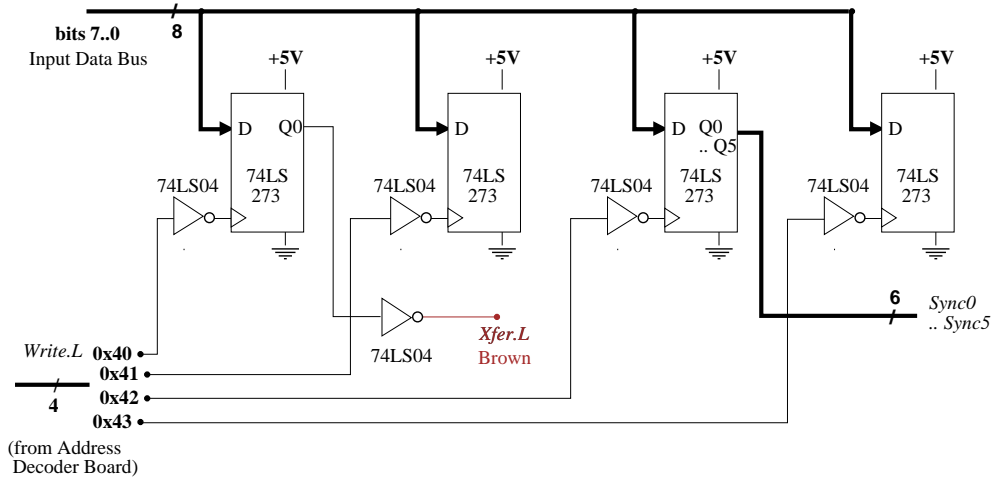 bits 7..0
8
Input Data Bus
+5V
+5V
+5V
+5V
D
Q0
D
D
Q0
.. Q5
D
74LS
273
74LS
273
74LS
273
74LS
273
74LS04
74LS04
74LS04
74LS04
6
Sync0
.. Sync5
Xfer.L
Brown
74LS04
Write.L
0x40
0x41
0x42
0x43
4
(from Address
Decoder Board)